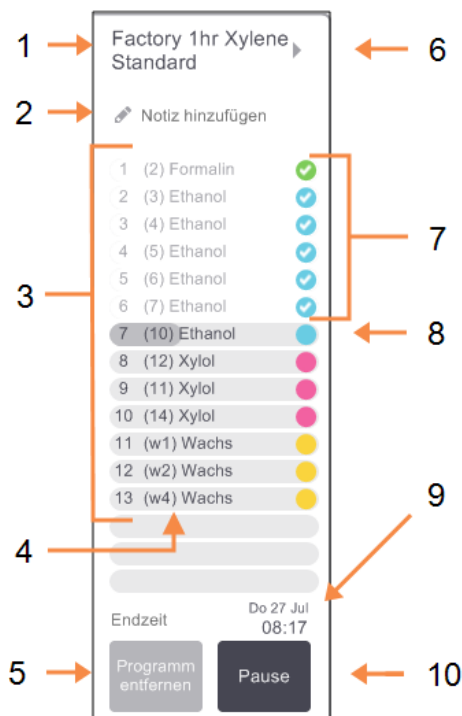 1
Factory 1hr Xylene
Standard
6
2
Notiz hinzufügen
1 (2) Formalin
2 (3) Ethanol
3 (4) Ethanol
4 (5) Ethanol
5 (6) Ethanol
6 (7) Ethanol
7
3
7 (10) Ethanol
8
8 (12) Xylol
9 (11) Xylol
10 (14) Xylol
11 (w1) Wachs
12 (w2) Wachs
13 (w4) Wachs
9
4
Endzeit
Do 27 Jul
08:17
5
Programm
entfernen
Pause
10